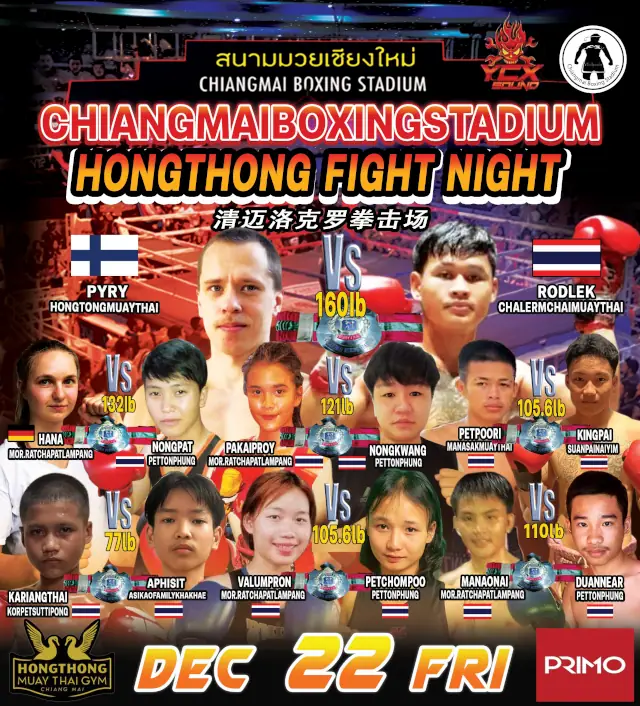 สนามมวยเชียงใหม่
CHIANGMAI BOXING STADIUM
YCX
SOUND
Chiangmai Boxing Stadium
CHIANGMAIBOXINGSTADIUM
HONGTHONG FIGHT NIGHT
清迈洛克罗拳击场
PYRY
HONGTONGMUAYTHAI
Vs
160lb
RODLEK
CHALERMCHAIMUAYTHAI
HANA
MOR.RATCHAPATLAMPANG
Vs
132lb
NONGPAT
PETTONPHUNG
PAKAIPROY
MOR.RATCHAPATLAMPANG
Vs
121lb
NONGKWANG
PETTONPHUNG
PETPOORI
MANASAKMUAYTHAI
Vs
105.6lb
KINGPAI
SUANPAINAIYIM
KARIANGTHAI
KORPETSUTTIPONG
Vs
77lb
APHISIT
ASIKAOFAMILYKHAKHAE
VALUMPRON
MOR.RATCHAPATLAMPANG
Vs
105.6lb
PETCHOMPOO
PETTONPHUNG
MANAONAI
MOR.RATCHAPATLAMPANG
Vs
110lb
DUANNEAR
PETTONPHUNG
HONGTHONG
MUAY THAI GYM
CHIANG MAI
DEC 22 FRI
PRIMO